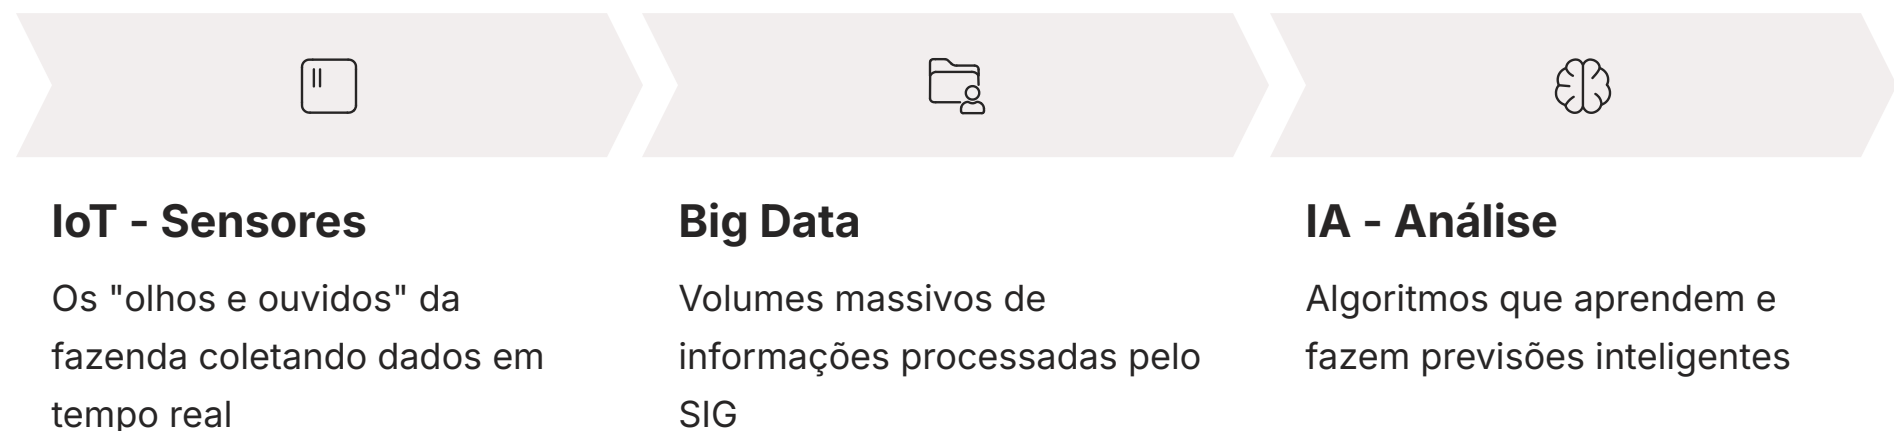 IoT - Sensores
Os "olhos e ouvidos" da
fazenda coletando dados em
tempo real
Big Data
Volumes massivos de
informações processadas pelo
SIG
IA - Análise
Algoritmos que aprendem e
fazem previsões inteligentes